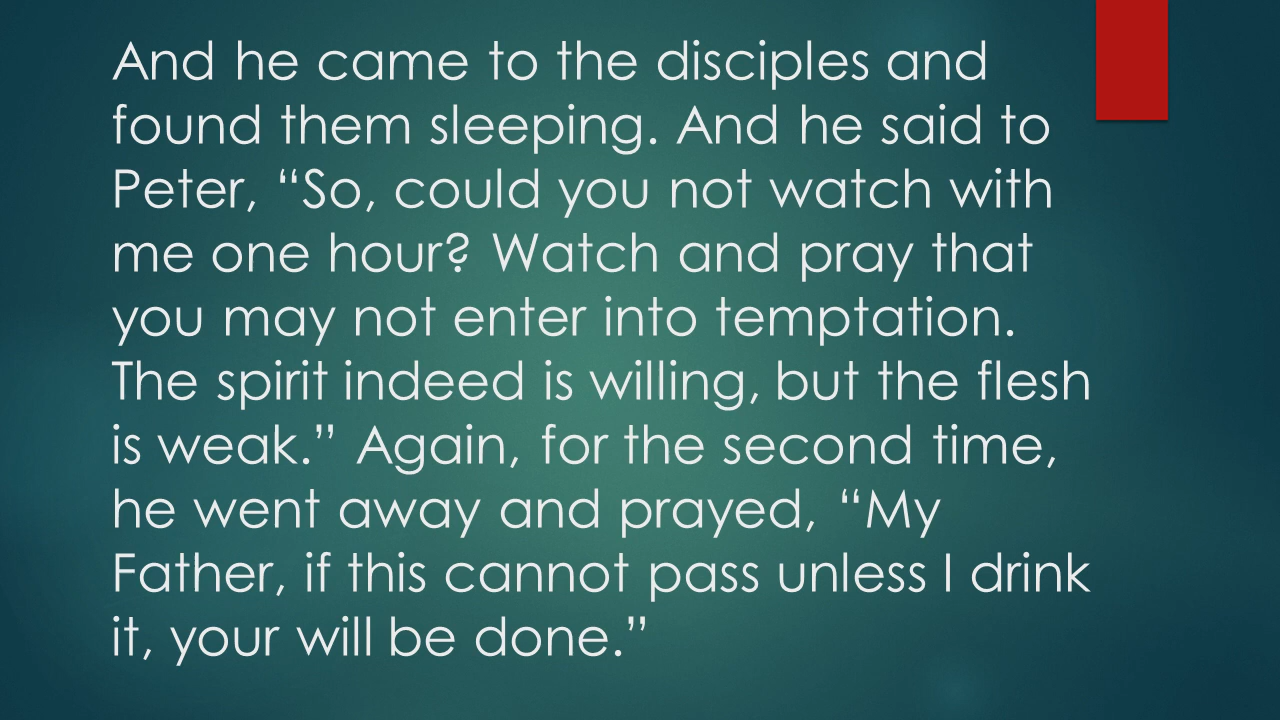 And he came to the disciples and
found them sleeping. And he said to
Peter, “So, could you not watch with
me one hour? Watch and pray that
you may not enter into temptation.
The spirit indeed is willing, but the flesh
is weak.” Again, for the second time,
he went away and prayed, “My
Father, if this cannot pass unless I drink
it, your will be done.”